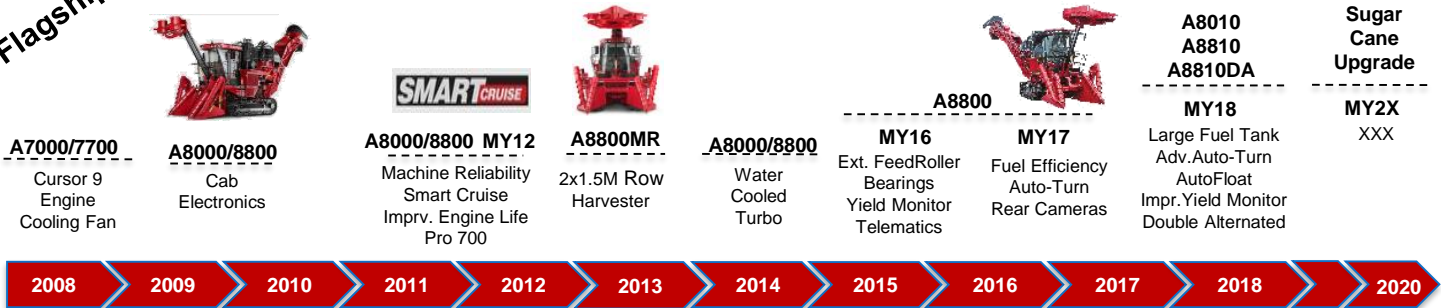 Flagship
A7000/7700
Cursor 9
Engine
Cooling Fan
A8000/8800
Cab
Electronics
SMARTCRUISE
A8000/8800 MY12
Machine Reliability
Smart Cruise
Imprv. Engine Life
Pro 700
A8800MR
2x1.5M Row
Harvester
A8000/8800
Water
Cooled
Turbo
A8800
MY16
Ext. FeedRoller
Bearings
Yield Monitor
Telematics
MY17
Fuel Efficiency
Auto-Turn
Rear Cameras
A8010
A8810
A8810DA
MY18
Large Fuel Tank
Adv.Auto-Turn
AutoFloat
Impr.Yield Monitor
Double Alternated
Sugar
Cane
Upgrade
MY2X
XXX
2008
2009
2010
2011
2012
2013
2014
2015
2016
2017
2018
2020